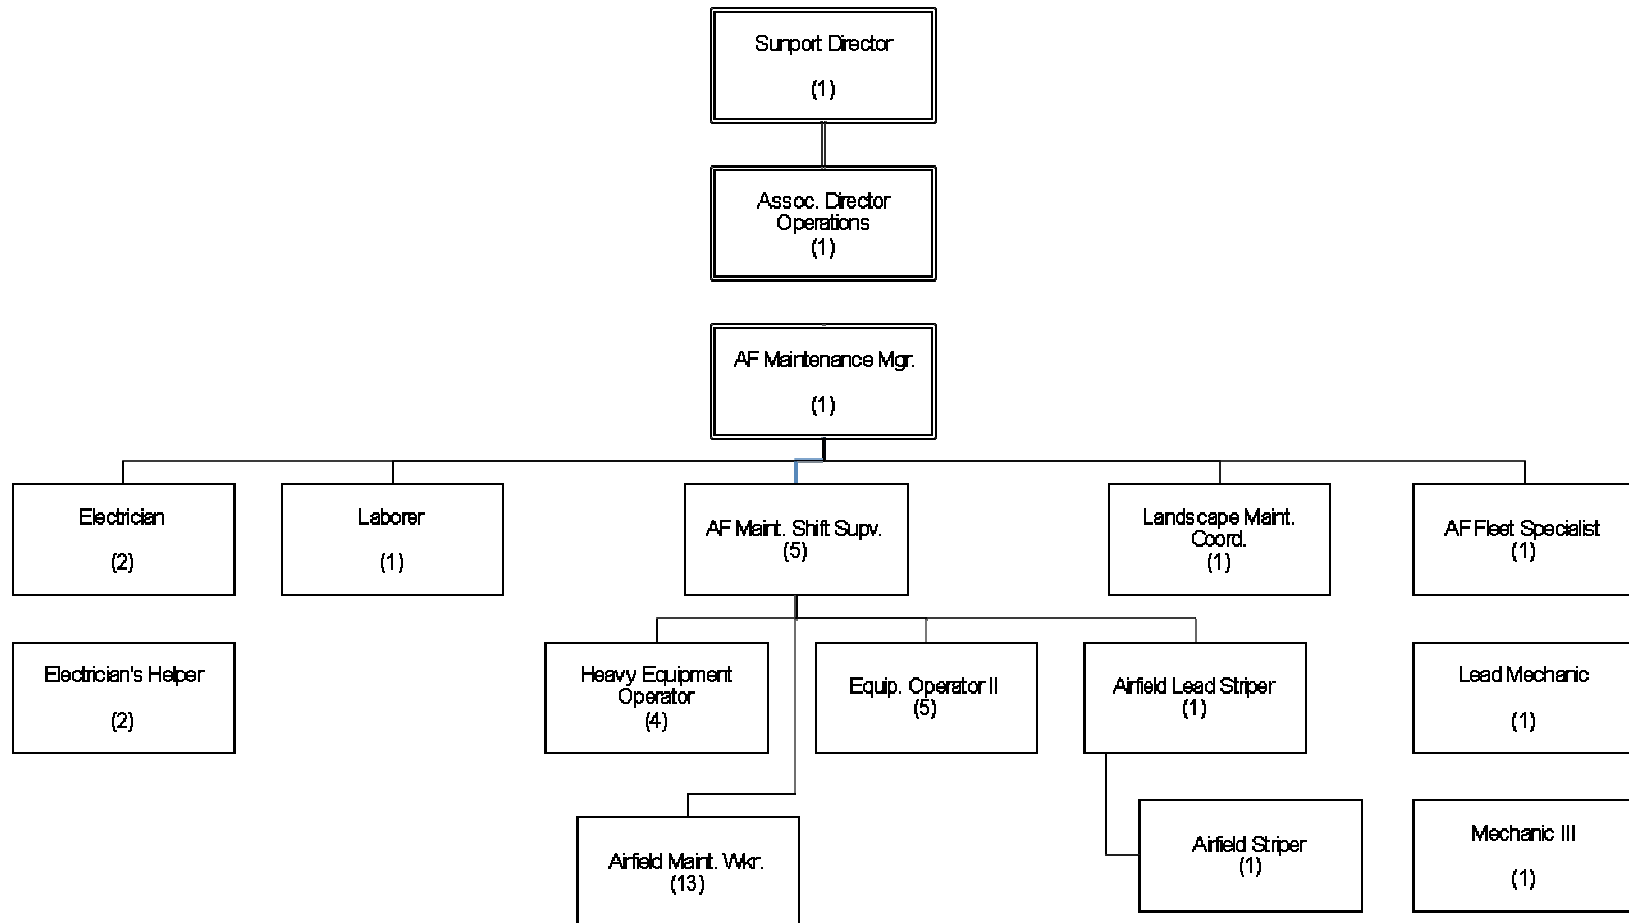 Sunport Director
(1)
Assoc. Director
Operations
(1)
AF Maintenance Mgr.
(1)
Electrician
(2)
Laborer
(1)
AF Maint. Shift Supv.
(5)
Landscape Maint.
Coord.
(1)
AF Fleet Specialist
(1)
Electrician's Helper
(2)
Heavy Equipment
Operator
(4)
Equip. Operator II
(5)
Airfield Lead Striper
(1)
Lead Mechanic
(1)
Airfield Maint. Wkr.
(13)
Airfield Striper
(1)
Mechanic III
(1)